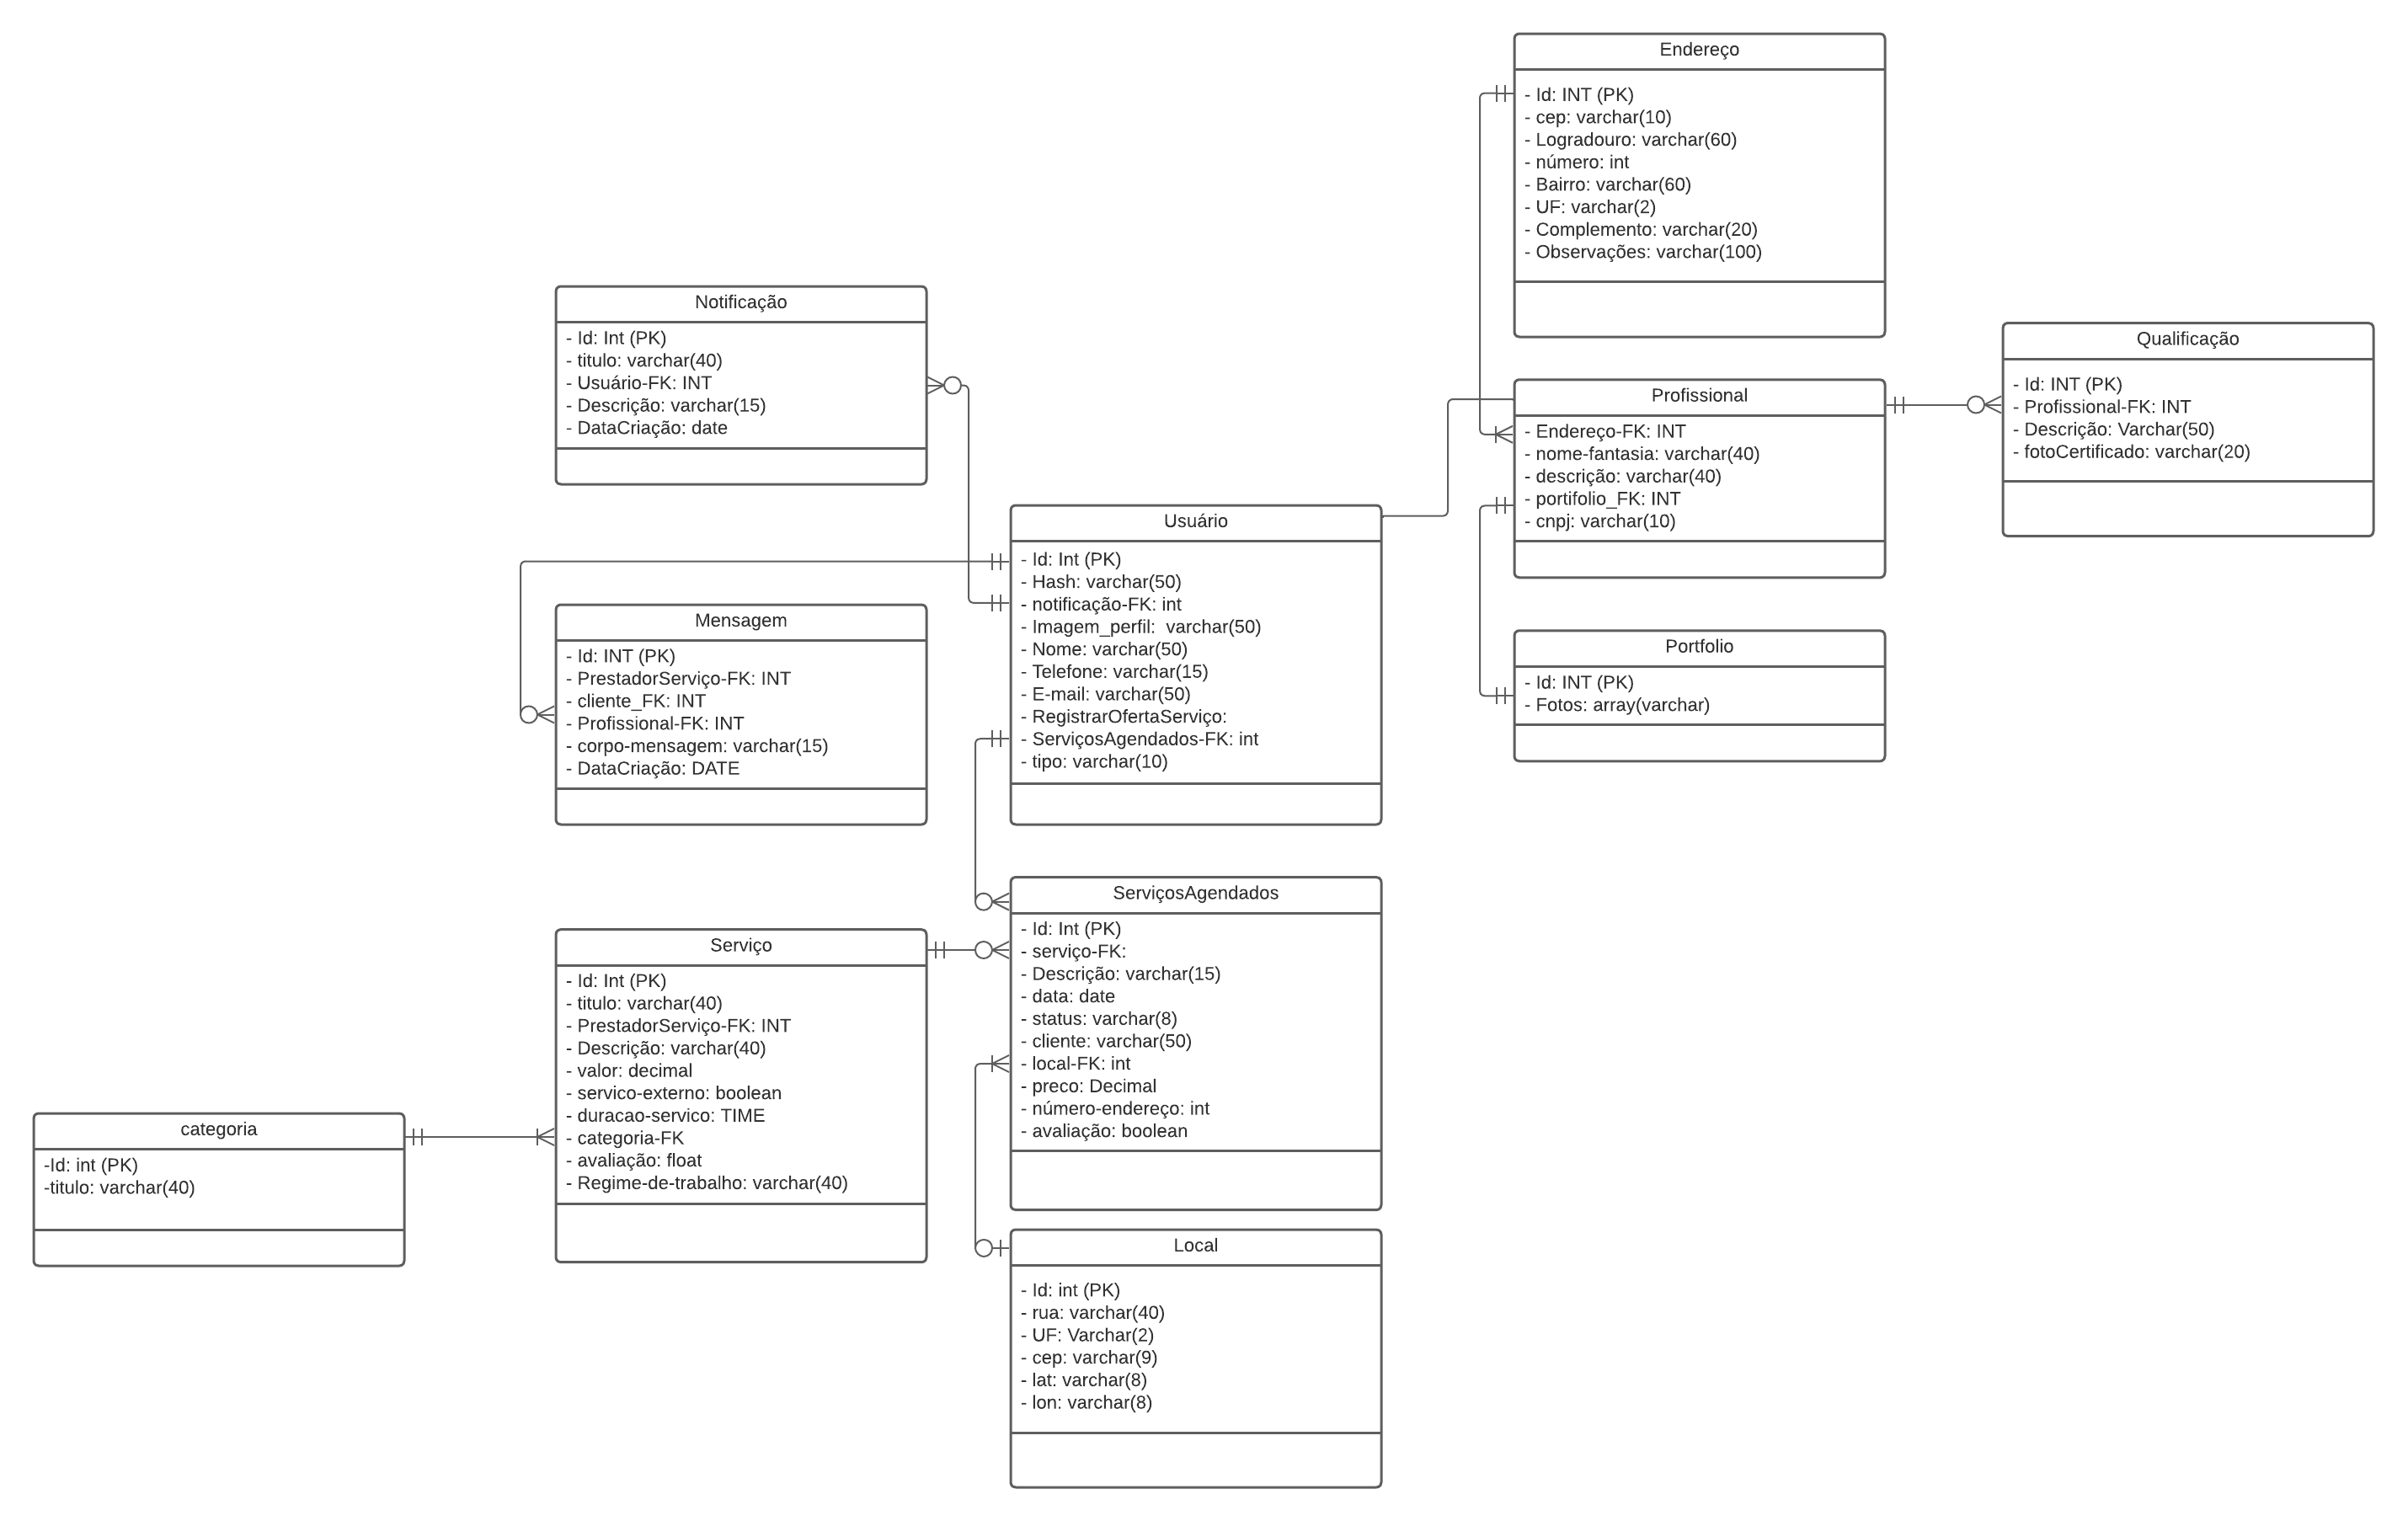 Endereço
- Id: INT (PK)
- cep: varchar(10)
- Logradouro: varchar(60)
- número: int
- Bairro: varchar(60)
- UF: varchar(2)
- Complemento: varchar(20)
- Observações: varchar(100)
Notificação
- Id: Int (PK)
- titulo: varchar(40)
- Usuário-FK: INT
- Descrição: varchar(15)
- DataCriação: date
Qualificação
- Id: INT (PK)
- Profissional-FK: INT
- Descrição: Varchar(50)
- fotoCertificado: varchar(20)
Profissional
- Endereço-FK: INT
- nome-fantasia: varchar(40)
- descrição: varchar(40)
- portifolio_FK: INT
- cnpj: varchar(10)
Usuário
- Id: Int (PK)
- Hash: varchar(50)
- notificação-FK: int
- Imagem_perfil:  varchar(50)
- Nome: varchar(50)
- Telefone: varchar(15)
- E-mail: varchar(50)
- RegistrarOfertaServiço:
- ServiçosAgendados-FK: int
- tipo: varchar(10)
Mensagem
- Id: INT (PK)
- PrestadorServiço-FK: INT
- cliente_FK: INT
- Profissional-FK: INT
- corpo-mensagem: varchar(15)
- DataCriação: DATE
Portfolio
- Id: INT (PK)
- Fotos: array(varchar)
ServiçosAgendados
- Id: Int (PK)
- serviço-FK:
- Descrição: varchar(15)
- data: date
- status: varchar(8)
- cliente: varchar(50)
- local-FK: int
- preco: Decimal
- número-endereço: int
- avaliação: boolean
Serviço
- Id: Int (PK)
- titulo: varchar(40)
- PrestadorServiço-FK: INT
- Descrição: varchar(40)
- valor: decimal
- servico-externo: boolean
- duracao-servico: TIME
- categoria-FK
- avaliação: float
- Regime-de-trabalho: varchar(40)
categoria
-Id: int (PK)
-titulo: varchar(40)
Local
- Id: int (PK)
- rua: varchar(40)
- UF: Varchar(2)
- cep: varchar(9)
- lat: varchar(8)
- lon: varchar(8)